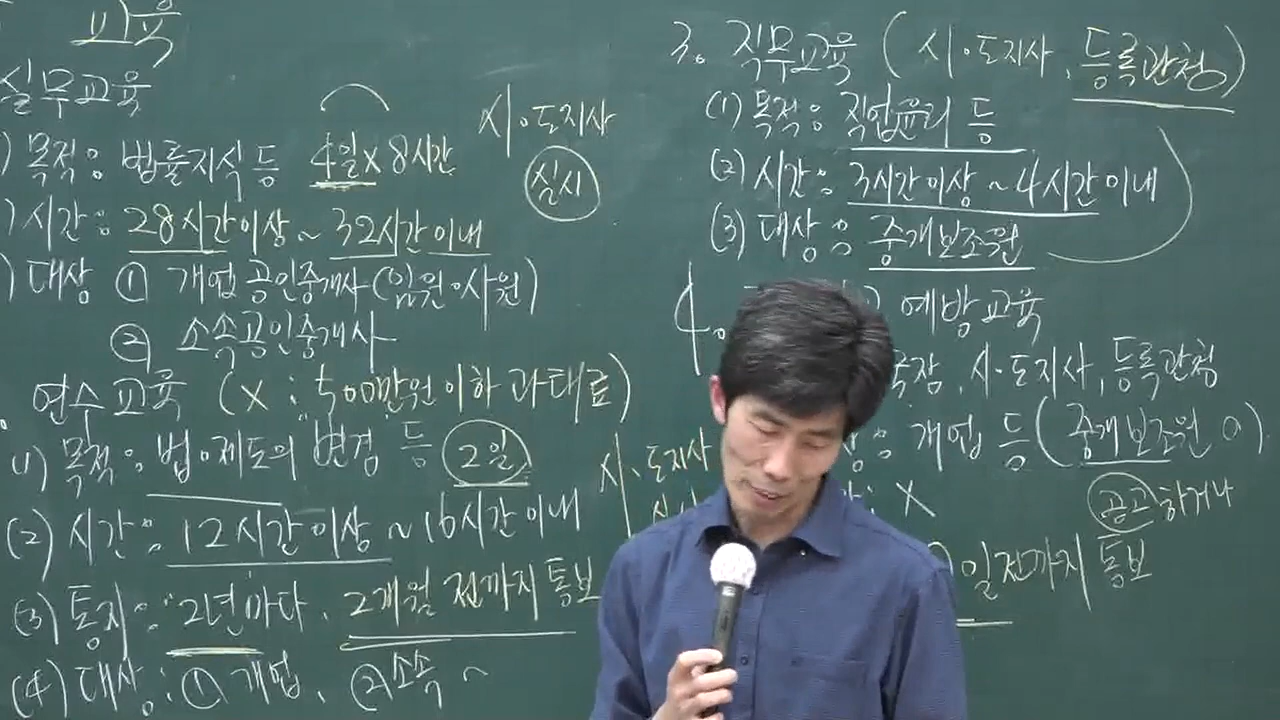 교육
실무교육
) 목적 : 법률지식 등 4일×8시간
시·도지사
실시
) 시간 : 28시간이상 ~ 32시간이내
) 대상 ① 개업공인중개사(임원·사원)
② 소속공인중개사
연수교육 (× : 500만원이하 과태료)
(1) 목적 : 법·제도의 변경 등 2일
시·도지사
(2) 시간 : 12시간이상 ~ 16시간이내
(3) 통지 : 2년마다, 2개월 전까지 통보
(4) 대상 : ① 개업, ② 소속 ~
3. 직무교육 (시·도지사, 등록관청)
(1) 목적 : 직업윤리 등
(2) 시간 : 3시간이상 ~ 4시간이내
(3) 대상 : 중개보조원
4. 예방교육
시·도지사, 등록관청
: 개업 등(중개보조원 O)
: ×
공고하거나
일전까지 통보